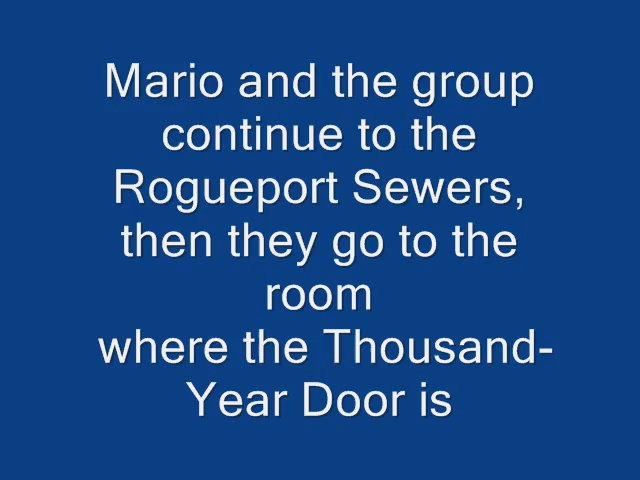 Mario and the group
continue to the
Rogueport Sewers,
then they go to the
room
where the Thousand-
Year Door is